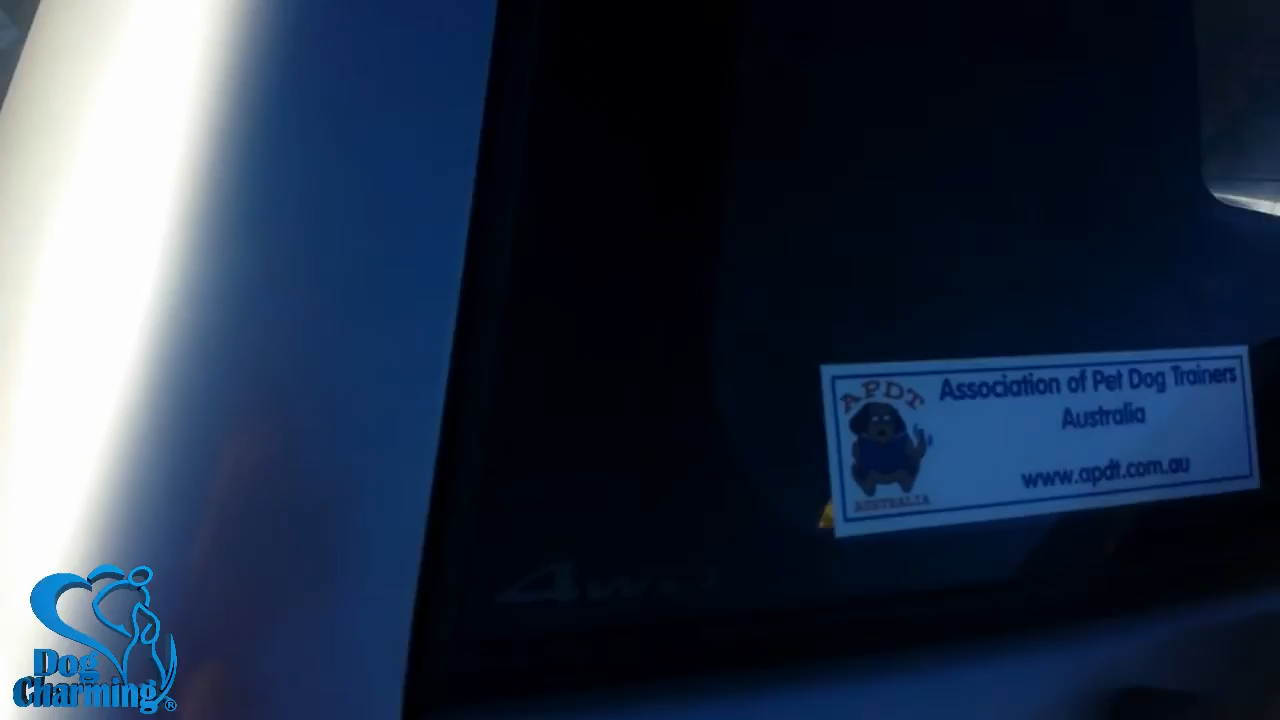 APDT
Association of Pet Dog Trainers
Australia
www.apdt.com.au
AUSTRALIA
Dog
Charming®